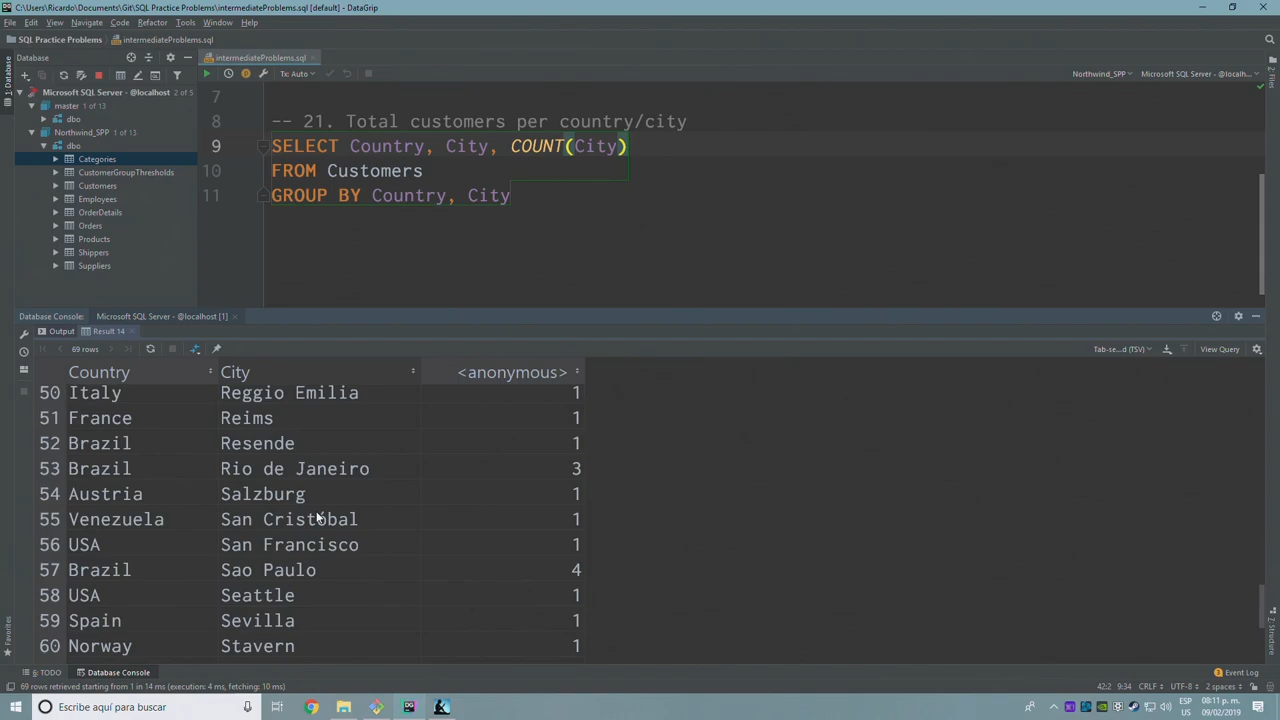 C:\Users\Ricardo\Documents\Git\SQL Practice Problems\intermediateProblems.sql [default] - DataGrip
File Edit View Navigate Code Refactor Tools Window Help
SQL Practice Problems intermediateProblems.sql
Database intermediateProblems.sql
Tx: Auto Northwind_SPP Microsoft SQL Server - @localh...
1: Database
2: Files
Microsoft SQL Server - @localhost 2 of 5
master 1 of 13
dbo
Northwind_SPP 1 of 13
dbo
Categories
CustomerGroupThresholds
Customers
Employees
OrderDetails
Orders
Products
Shippers
Suppliers
7
8 -- 21. Total customers per country/city
9 SELECT Country, City, COUNT(City)
10 FROM Customers
11 GROUP BY Country, City
Database Console: Microsoft SQL Server - @localhost [1]
Output Result 14
69 rows Tab-se...d (TSV) View Query
Country City <anonymous>
50 Italy Reggio Emilia 1
51 France Reims 1
52 Brazil Resende 1
53 Brazil Rio de Janeiro 3
54 Austria Salzburg 1
55 Venezuela San Cristóbal 1
56 USA San Francisco 1
57 Brazil Sao Paulo 4
58 USA Seattle 1
59 Spain Sevilla 1
60 Norway Stavern 1
Favorites
Z: Structure
6: TODO Database Console Event Log
69 rows retrieved starting from 1 in 14 ms (execution: 4 ms, fetching: 10 ms) 42:2 9:34 CRLF UTF-8 2 spaces
Escribe aquí para buscar
ESP 08:11 p. m.
US 09/02/2019